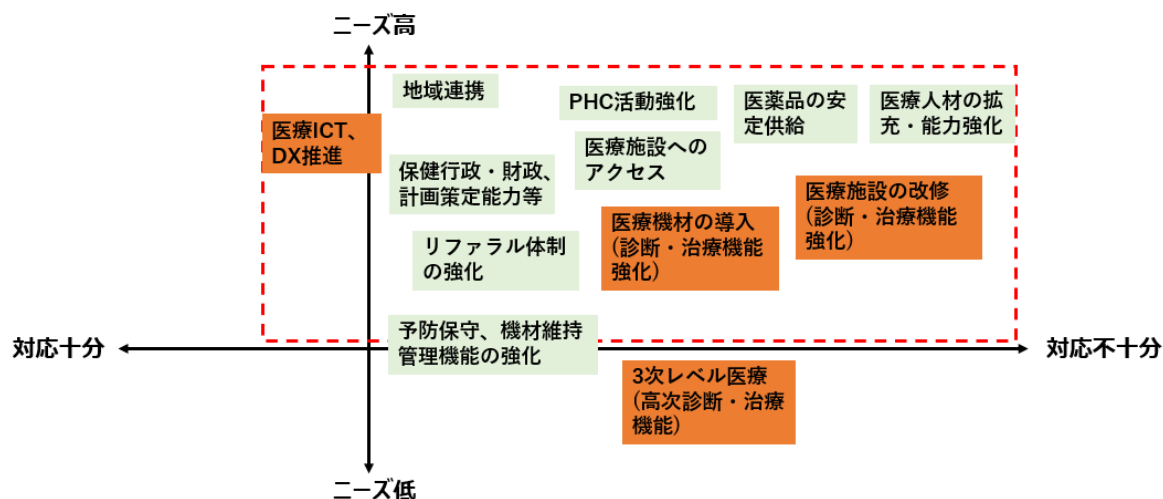 ニーズ高
地域連携
PHC活動強化
医薬品の安
定供給
医療人材の拡
充・能力強化
医療ICT、
DX推進
医療施設への
アクセス
保健行政・財政、
計画策定能力等
医療施設の改修
(診断・治療機能
強化)
医療機材の導入
(診断・治療機能
強化)
リファラル体制
の強化
予防保守、機材維持
管理機能の強化
対応十分
対応不十分
3次レベル医療
(高次診断・治療
機能)
ニーズ低